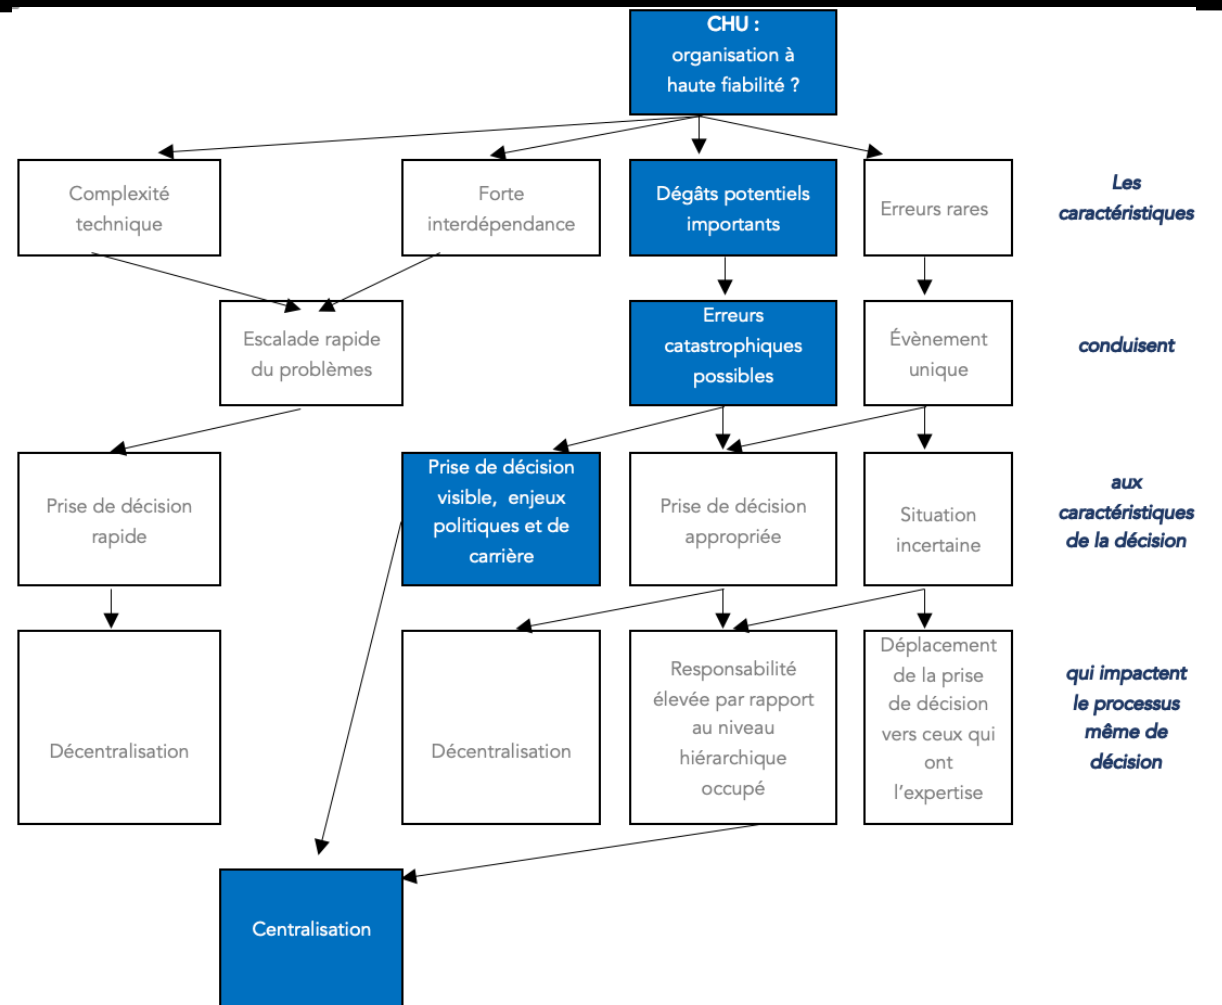 CHU :
organisation à
haute fiabilité ?
Complexité
technique
Forte
interdépendance
Dégâts potentiels
importants
Erreurs rares
Les
caractéristiques
Escalade rapide
du problèmes
Erreurs
catastrophiques
possibles
Évènement
unique
conduisent
Prise de décision
rapide
Prise de décision
visible, enjeux
politiques et de
carrière
Prise de décision
appropriée
Situation
incertaine
aux
caractéristiques
de la décision
Décentralisation
Décentralisation
Responsabilité
élevée par rapport
au niveau
hiérarchique
occupé
Déplacement
de la prise
de décision
vers ceux qui
ont
l'expertise
qui impactent
le processus
même de
décision
Centralisation